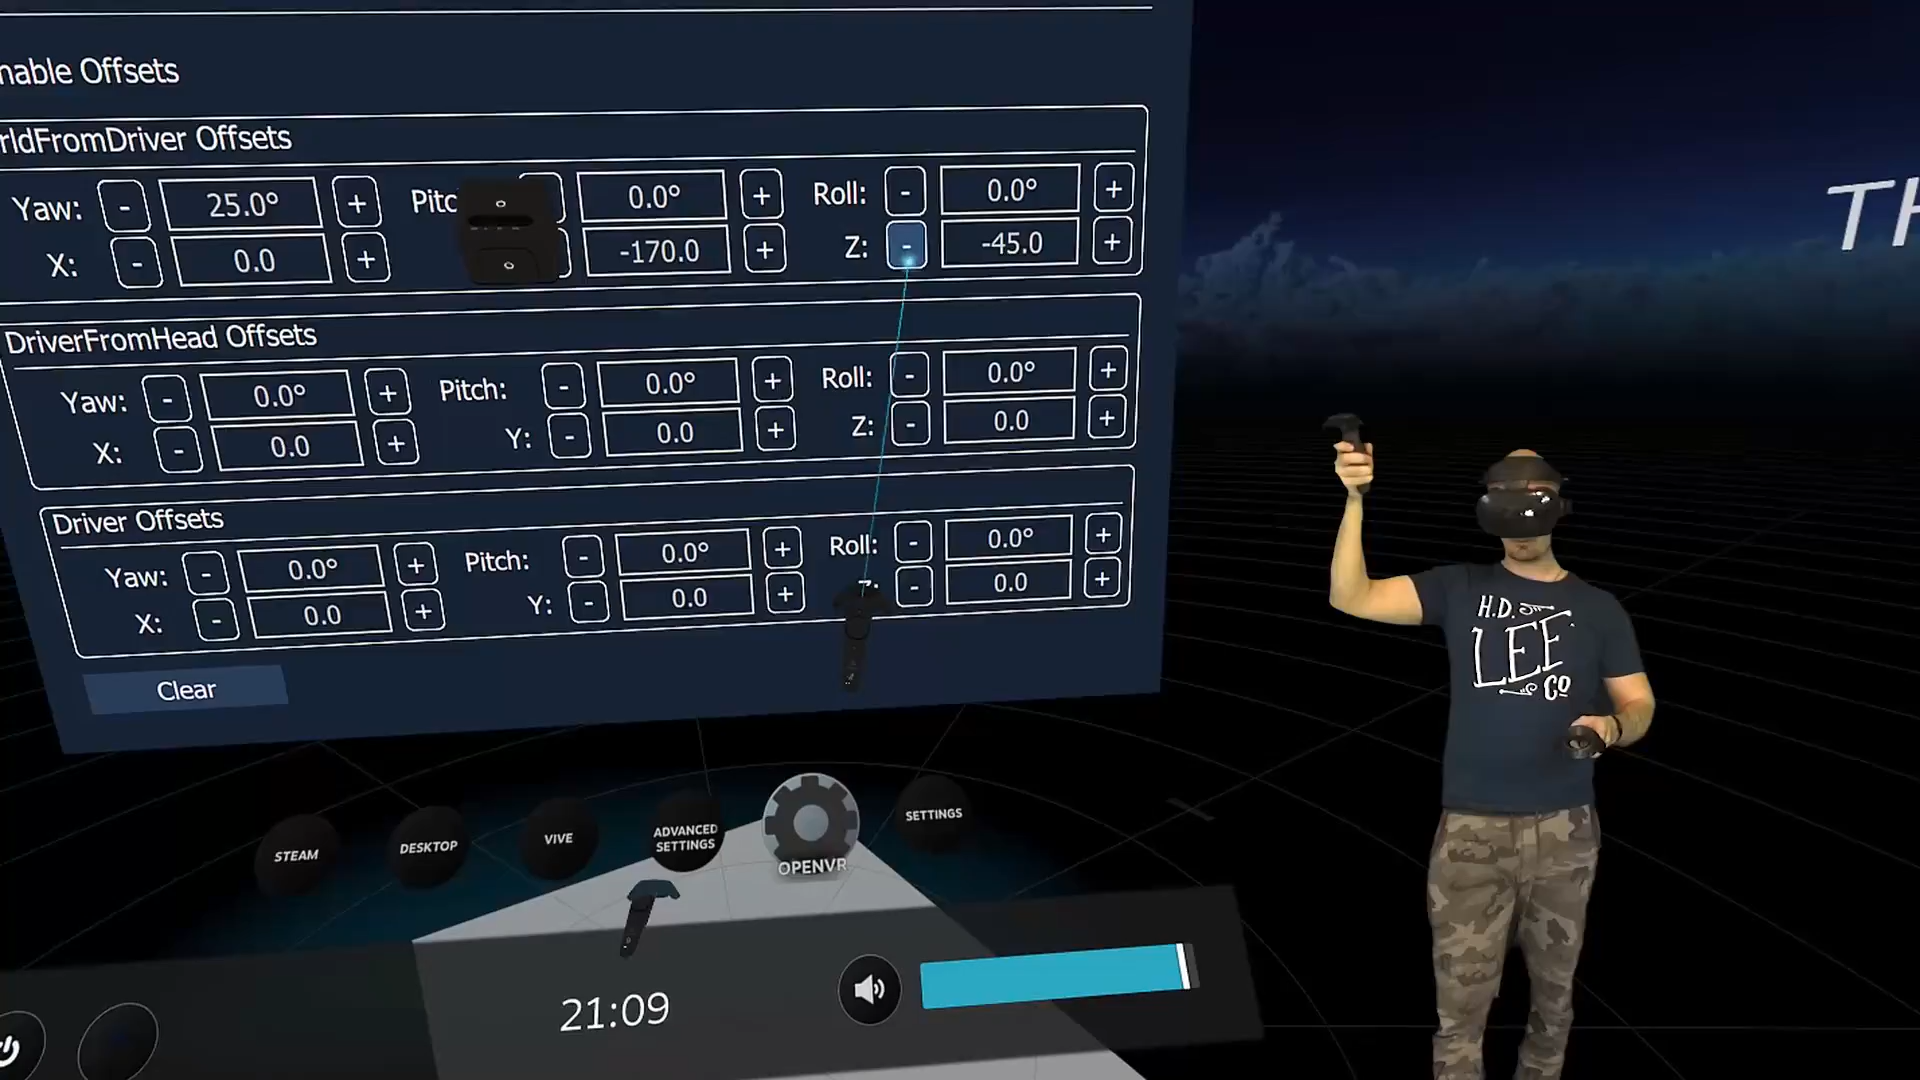 nable Offsets
rldFromDriver Offsets
Yaw: - 25.0° + Pitc 0.0° + Roll: - 0.0° +
X: - 0.0 + -170.0 + Z: - -45.0 +
DriverFromHead Offsets
Yaw: - 0.0° + Pitch: - 0.0° + Roll: - 0.0° +
X: - 0.0 + Y: - 0.0 + Z: - 0.0 +
Driver Offsets
Yaw: - 0.0° + Pitch: - 0.0° + Roll: - 0.0° +
X: - 0.0 + Y: - 0.0 + - 0.0 +
Clear
STEAM
DESKTOP
VIVE
ADVANCED
SETTINGS
OPENVR
SETTINGS
21:09
TH
H.D.
LEE
CO